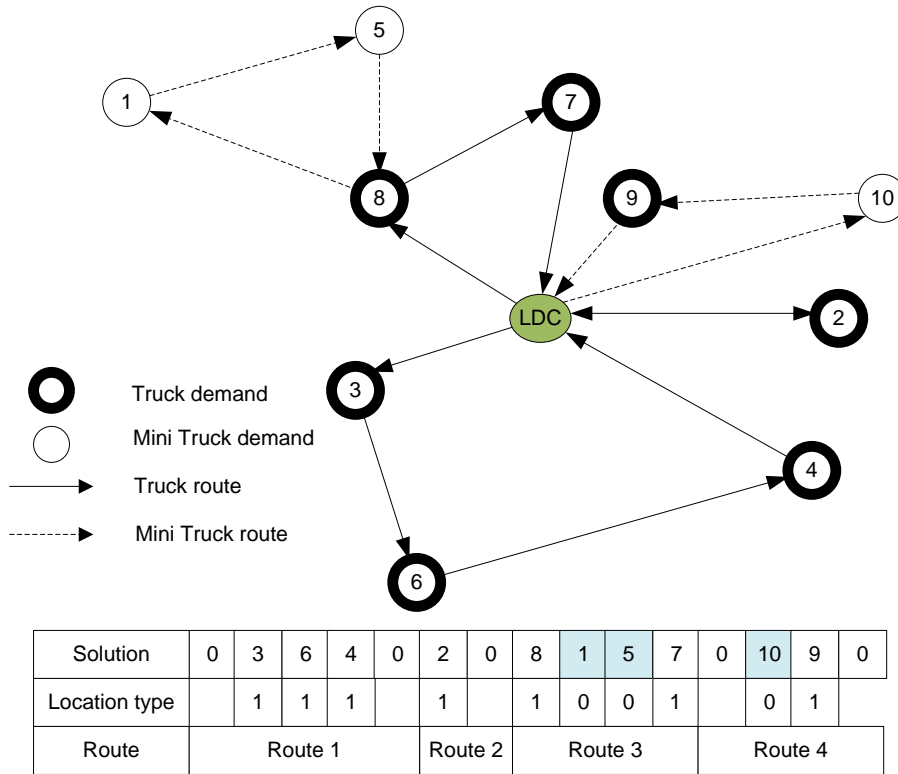 5
1
7
8
9
10
LDC
2
3
Truck demand
Mini Truck demand
4
Truck route
Mini Truck route
6
Solution 0 3 6 4 0 2 0 8 1 5 7 0 10 9 0
Location type 1 1 1 1 1 0 0 1 0 1
Route Route 1 Route 2 Route 3 Route 4